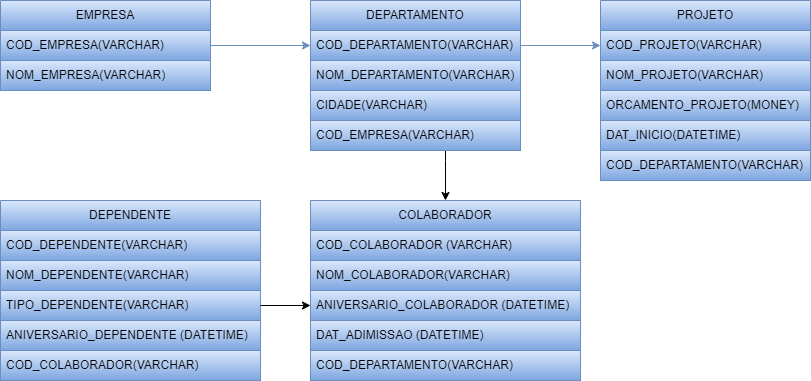 EMPRESA
COD_EMPRESA(VARCHAR)
NOM_EMPRESA(VARCHAR)
DEPARTAMENTO
COD_DEPARTAMENTO(VARCHAR)
NOM_DEPARTAMENTO(VARCHAR)
CIDADE(VARCHAR)
COD_EMPRESA(VARCHAR)
PROJETO
COD_PROJETO(VARCHAR)
NOM_PROJETO(VARCHAR)
ORCAMENTO_PROJETO(MONEY)
DAT_INICIO(DATETIME)
COD_DEPARTAMENTO(VARCHAR)
DEPENDENTE
COD_DEPENDENTE(VARCHAR)
NOM_DEPENDENTE(VARCHAR)
TIPO_DEPENDENTE(VARCHAR)
ANIVERSARIO_DEPENDENTE (DATETIME)
COD_COLABORADOR(VARCHAR)
COLABORADOR
COD_COLABORADOR (VARCHAR)
NOM_COLABORADOR(VARCHAR)
ANIVERSARIO_COLABORADOR (DATETIME)
DAT_ADIMISSAO (DATETIME)
COD_DEPARTAMENTO(VARCHAR)